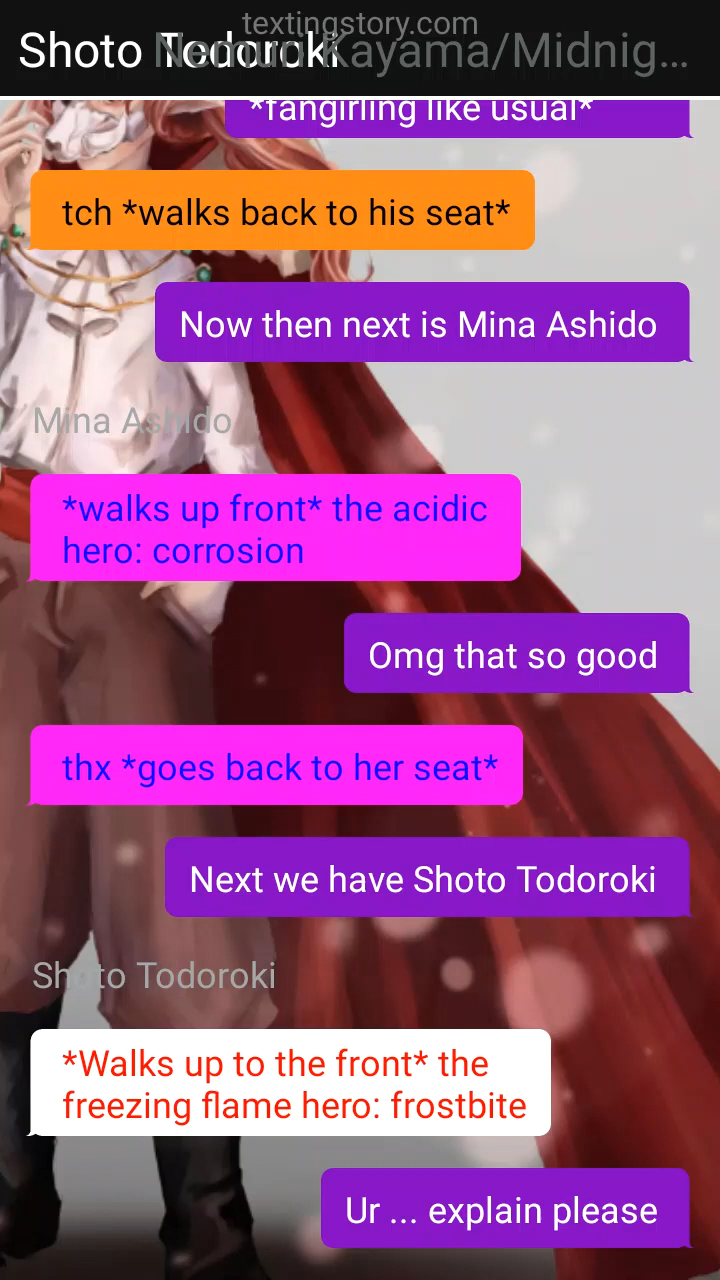 textingstory.com
Shoto Todoroki
Kayama/Midnig...
*fangirling like usual*
tch *walks back to his seat*
Now then next is Mina Ashido
Mina Ashido
*walks up front* the acidic
hero: corrosion
Omg that so good
thx *goes back to her seat*
Next we have Shoto Todoroki
Shoto Todoroki
*Walks up to the front* the
freezing flame hero: frostbite
Ur ... explain please